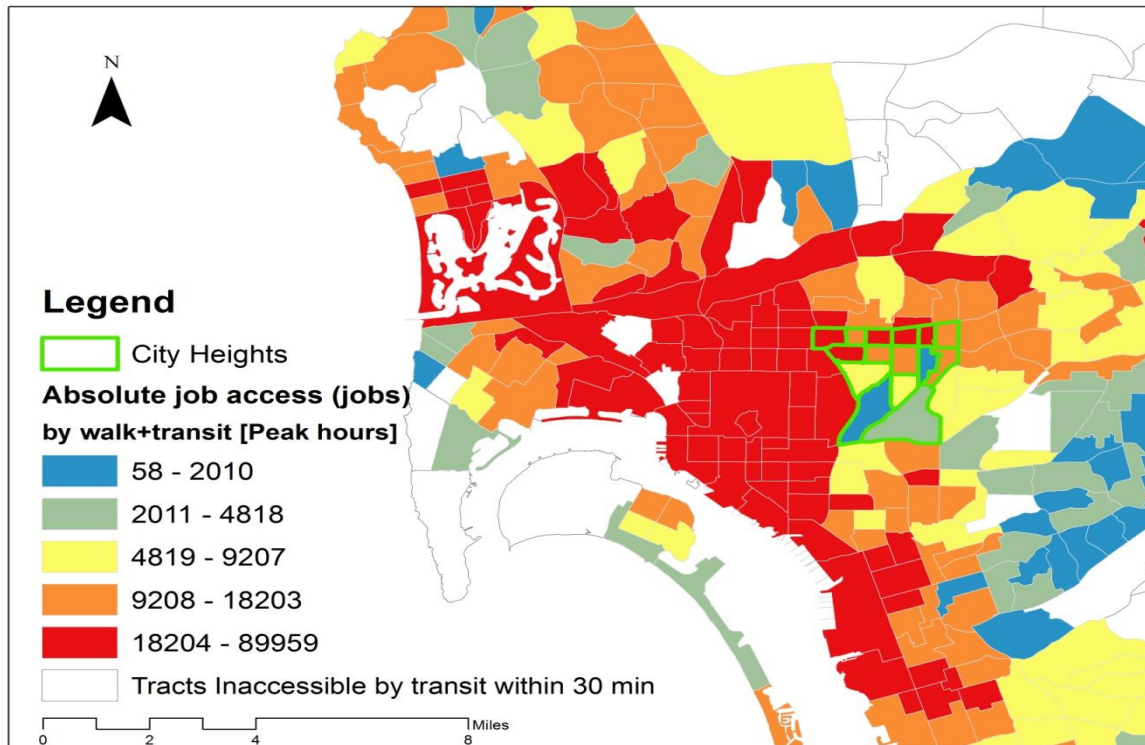 N
Legend
City Heights
Absolute job access (jobs)
by walk+transit [Peak hours]
58 - 2010
2011 - 4818
4819 - 9207
9208 - 18203
18204 - 89959
Tracts Inaccessible by transit within 30 min
Miles
0 2 4 8